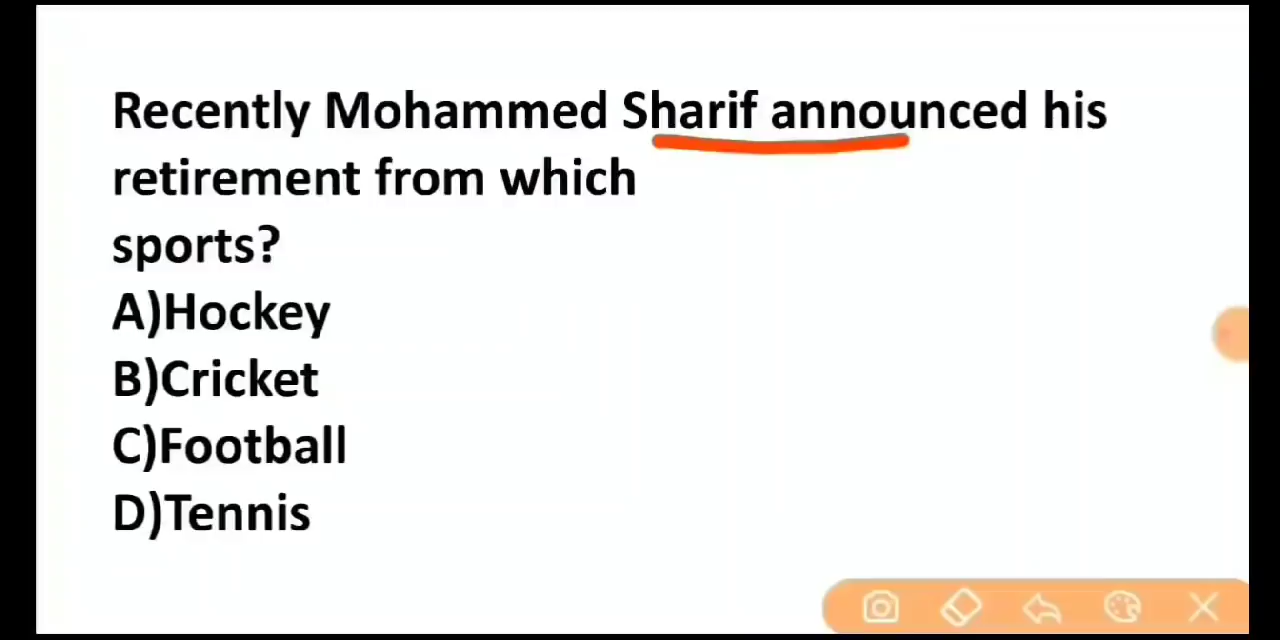 Recently Mohammed Sharif announced his
retirement from which
sports?
A)Hockey
B)Cricket
C)Football
D)Tennis